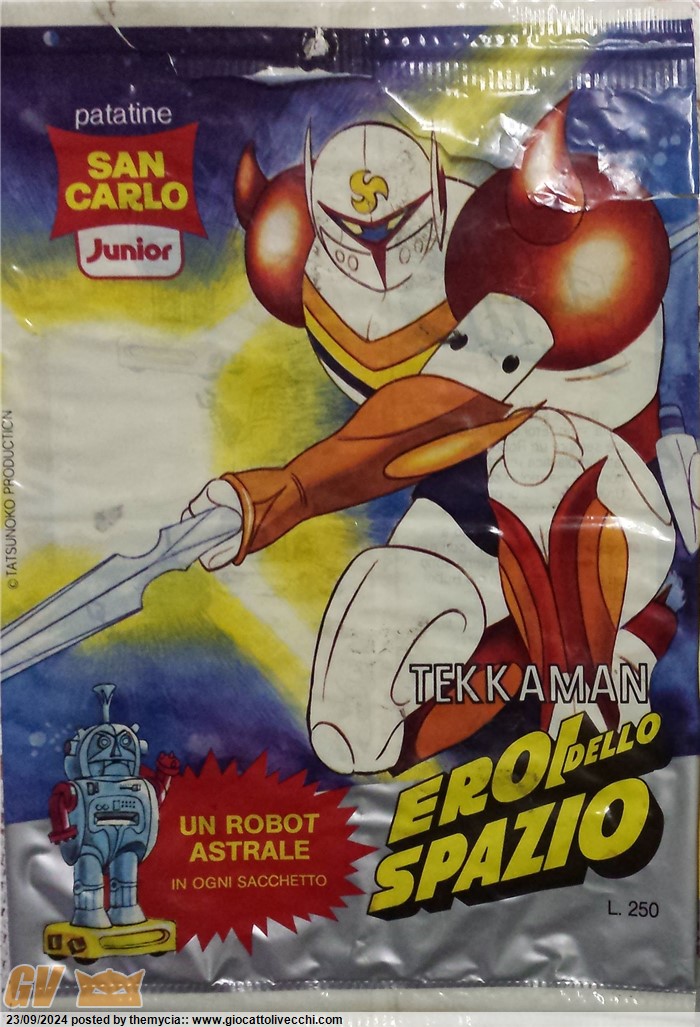 patatine
SAN
CARLO
Junior
© TATSUNOKO PRODUCTION
TEKKAMAN
EROI DELLO
SPAZIO
UN ROBOT
ASTRALE
IN OGNI SACCHETTO
L. 250
GV
23/09/2024 posted by themycia:: www.giocattolivecchi.com